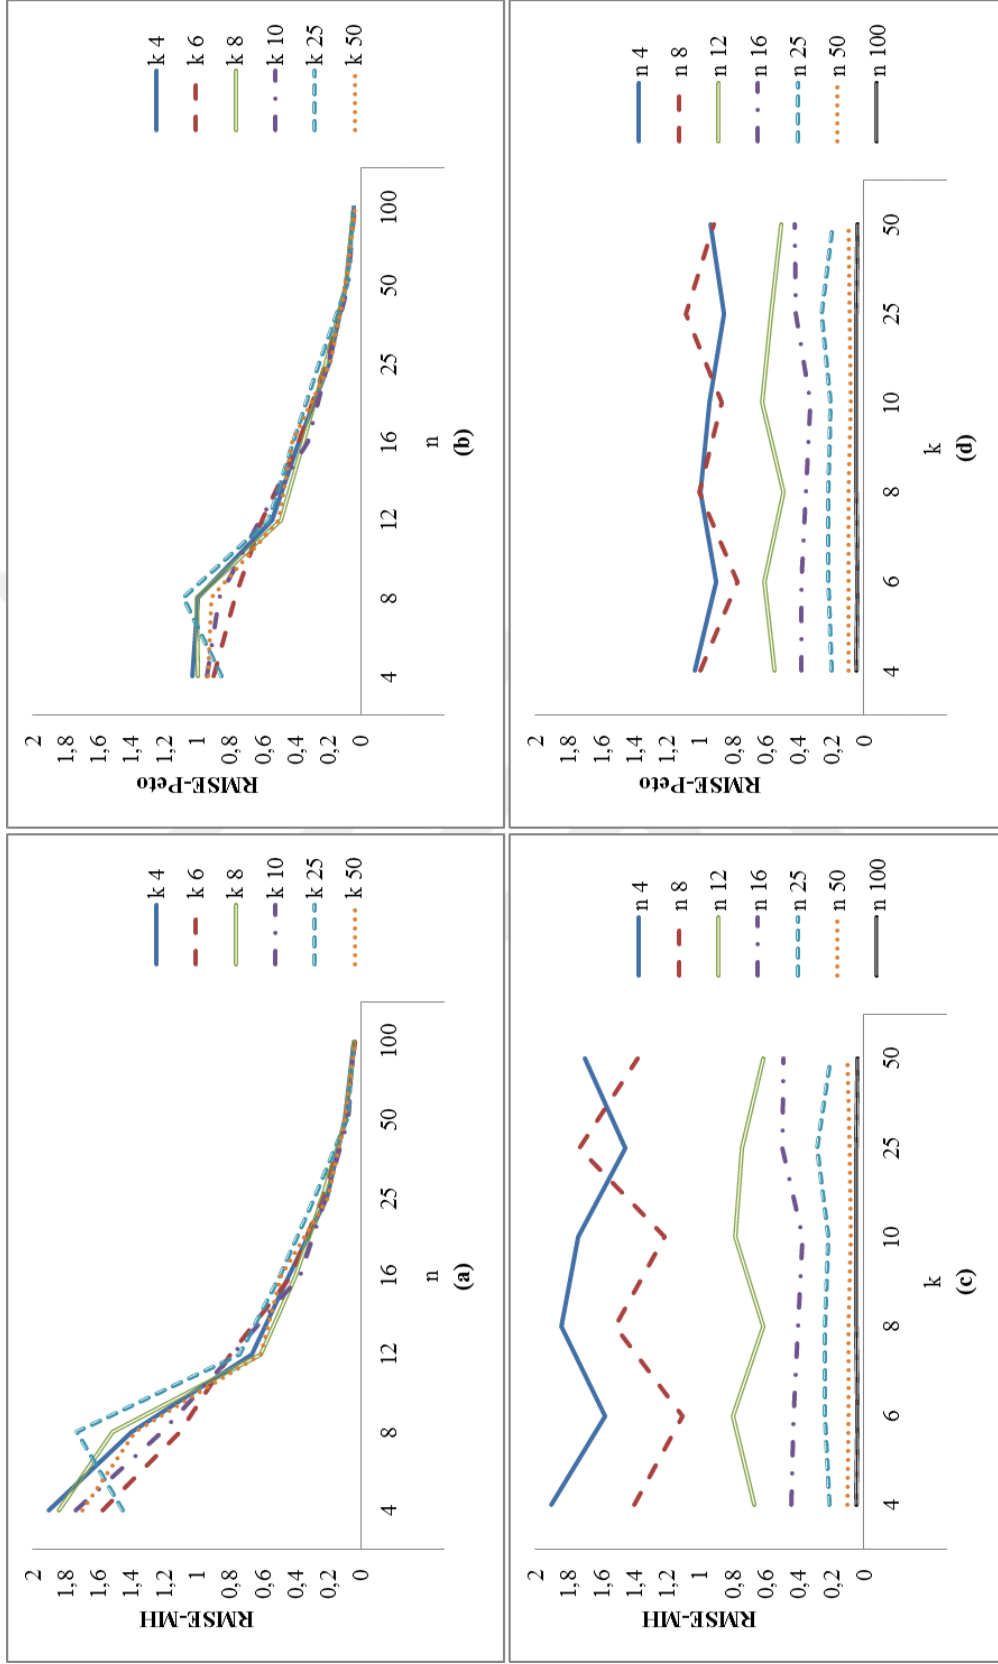 RMSE-MH
2
1,8
1,6
1,4
1,2
1
0,8
0,6
0,4
0,2
0
4 8 12 16 25 50 100
n
(a)
k 4
k 6
k 8
k 10
k 25
k 50
RMSE-Peto
2
1,8
1,6
1,4
1,2
1
0,8
0,6
0,4
0,2
0
4 8 12 16 25 50 100
n
(b)
k 4
k 6
k 8
k 10
k 25
k 50
RMSE-MH
2
1,8
1,6
1,4
1,2
1
0,8
0,6
0,4
0,2
0
4 6 8 10 25 50
k
(c)
n 4
n 8
n 12
n 16
n 25
n 50
n 100
RMSE-Peto
2
1,8
1,6
1,4
1,2
1
0,8
0,6
0,4
0,2
0
4 6 8 10 25 50
k
(d)
n 4
n 8
n 12
n 16
n 25
n 50
n 100